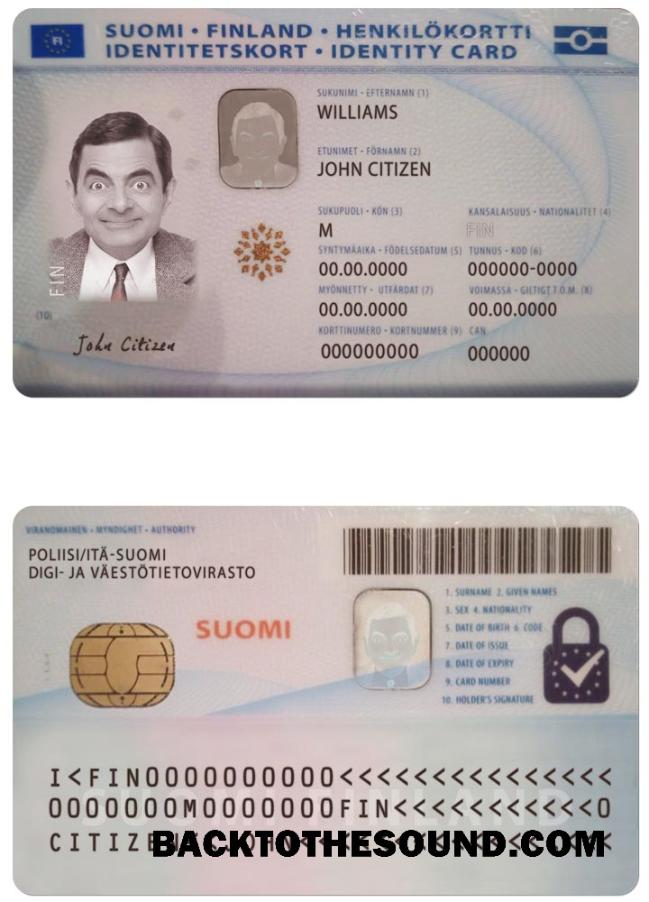 SUOMI • FINLAND • HENKILÖKORTTI
IDENTITETSKORT • IDENTITY CARD
SUKUNIMI - EFTERNAMN (1)
WILLIAMS
ETUNIMET - FÖRNAMN (2)
JOHN CITIZEN
SUKUPUOLI - KÖN (3) KANSALAISUUS - NATIONALITET (4)
M FIN
SYNTYMÄAIKA - FÖDELSEDATUM (5) TUNNUS - KOD (6)
00.00.0000 000000-0000
MYÖNNETTY - UTFÄRDAT (7) VOIMASSA - GILTIGT T.O.M. (8)
00.00.0000 00.00.0000
KORTTINUMERO - KORTNUMMER (9) CAN
000000000 000000
FIN
(10)
John Citizen
VIRANOMAINEN - MYNDIGHET - AUTHORITY
POLIISI/ITÄ-SUOMI
DIGI- JA VÄESTÖTIETOVIRASTO
SUOMI
1. SURNAME 2. GIVEN NAMES
3. SEX 4. NATIONALITY
5. DATE OF BIRTH 6. CODE
7. DATE OF ISSUE
8. DATE OF EXPIRY
9. CARD NUMBER
10. HOLDER'S SIGNATURE
I<FIN0000000000<<<<<<<<<<<<<<<
0000000M0000000FIN<<<<<<<<<<<0
BACKTOTHESOUND.COM